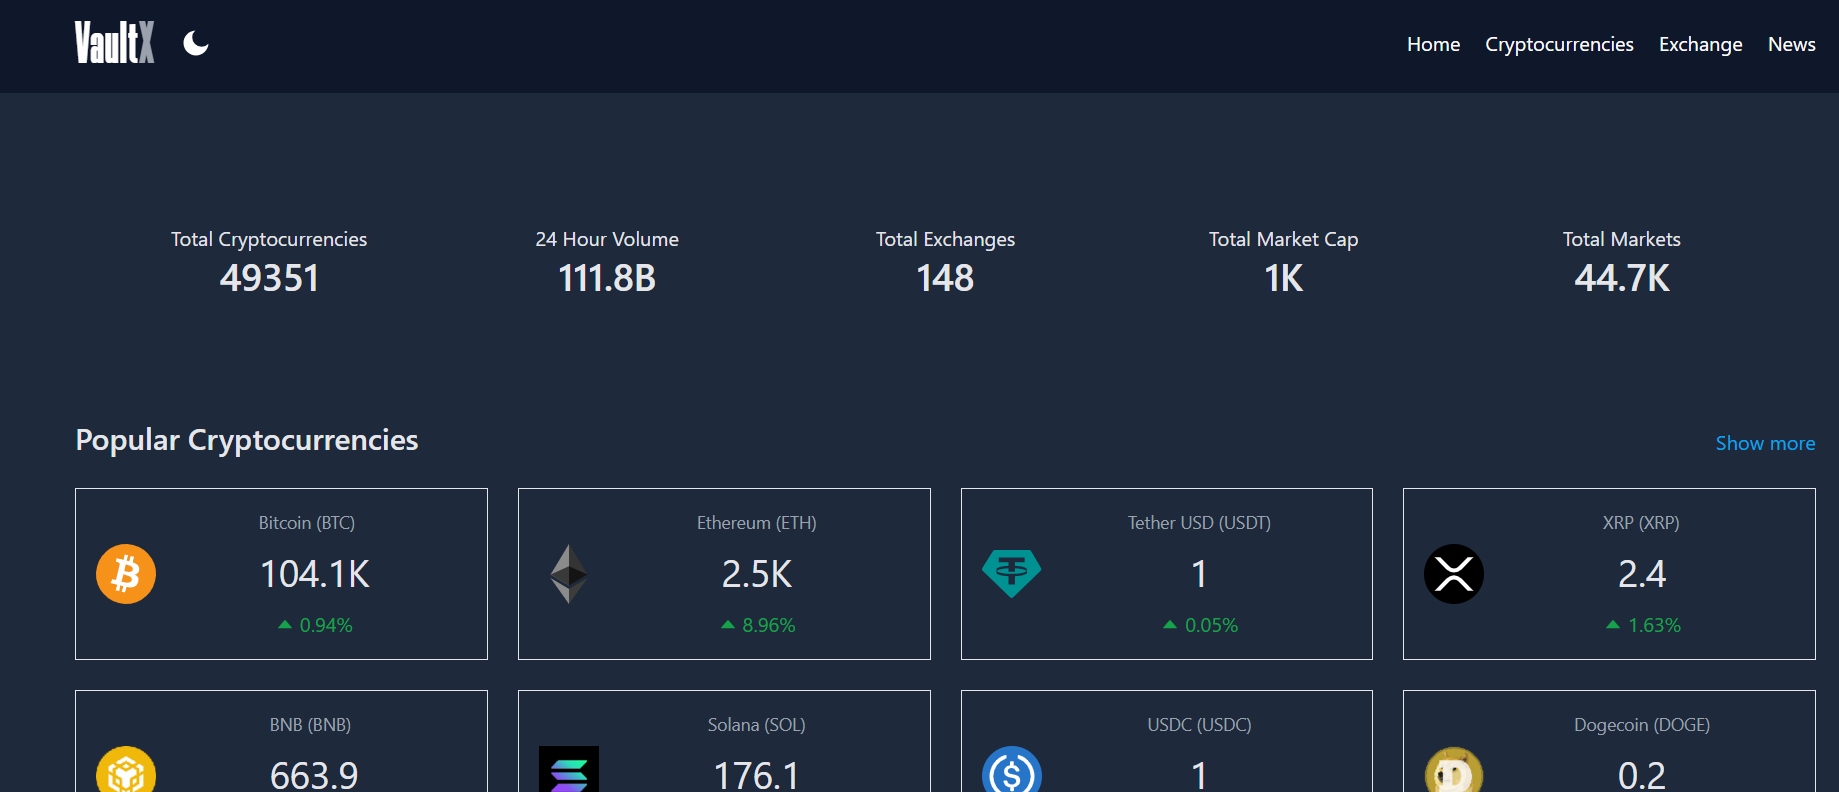 VaultX
Home Cryptocurrencies Exchange News
Total Cryptocurrencies 24 Hour Volume Total Exchanges Total Market Cap Total Markets
49351 111.8B 148 1K 44.7K
Popular Cryptocurrencies Show more
Bitcoin (BTC) Ethereum (ETH) Tether USD (USDT) XRP (XRP)
104.1K 2.5K 1 2.4
0.94% 8.96% 0.05% 1.63%
BNB (BNB) Solana (SOL) USDC (USDC) Dogecoin (DOGE)
663.9 176.1 1 0.2